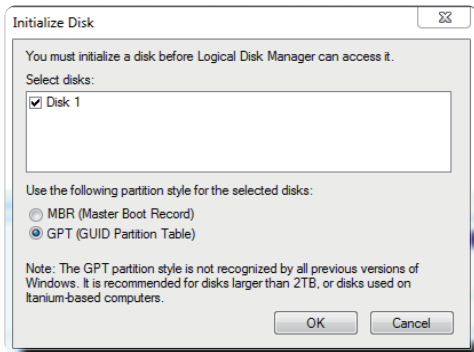 Initialize Disk
You must initialize a disk before Logical Disk Manager can access it.
Select disks:
Disk 1
Use the following partition style for the selected disks:
MBR (Master Boot Record)
GPT (GUID Partition Table)
Note: The GPT partition style is not recognized by all previous versions of
Windows. It is recommended for disks larger than 2TB, or disks used on
Itanium-based computers.
OK Cancel